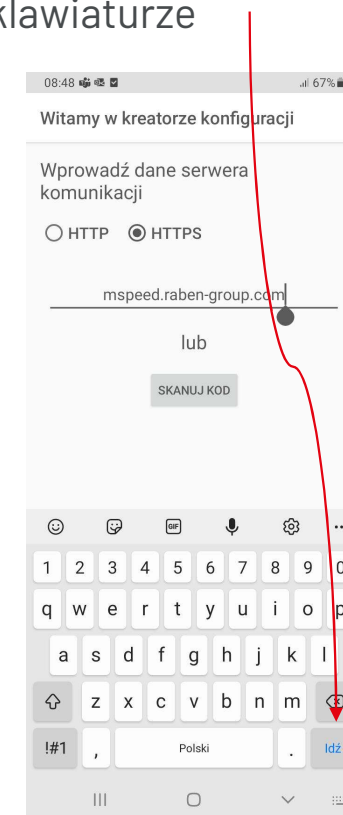 klawiaturze
08:48 67%
Witamy w kreatorze konfiguracji
Wprowadź dane serwera
komunikacji
HTTP HTTPS
mspeed.raben-group.com
lub
SKANUJ KOD
GIF
1 2 3 4 5 6 7 8 9 0
q w e r t y u i o p
a s d f g h j k l
z x c v b n m
!#1 , Polski . Idź